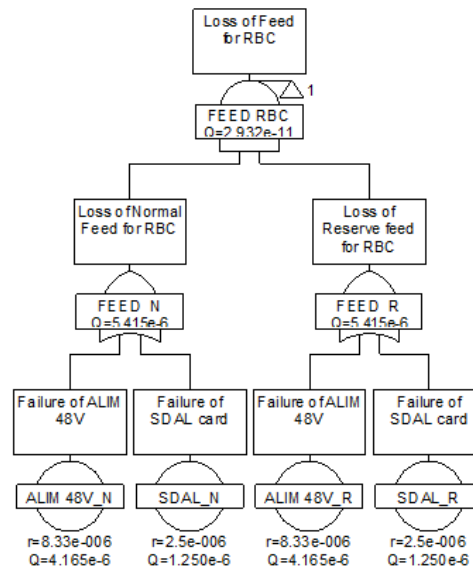 Loss of Feed
for RBC
1
FEED RBC
Q=2.932e-11
Loss of Normal
Feed for RBC
Loss of
Reserve feed
for RBC
FEED N
Q=5.415e-6
FEED R
Q=5.415e-6
Failure of ALIM
48V
Failure of
SDAL card
Failure of ALIM
48V
Failure of
SDAL card
ALIM 48V_N
SDAL_N
ALIM 48V_R
SDAL_R
r=8.33e-006
Q=4.165e-6
r=2.5e-006
Q=1.250e-6
r=8.33e-006
Q=4.165e-6
r=2.5e-006
Q=1.250e-6